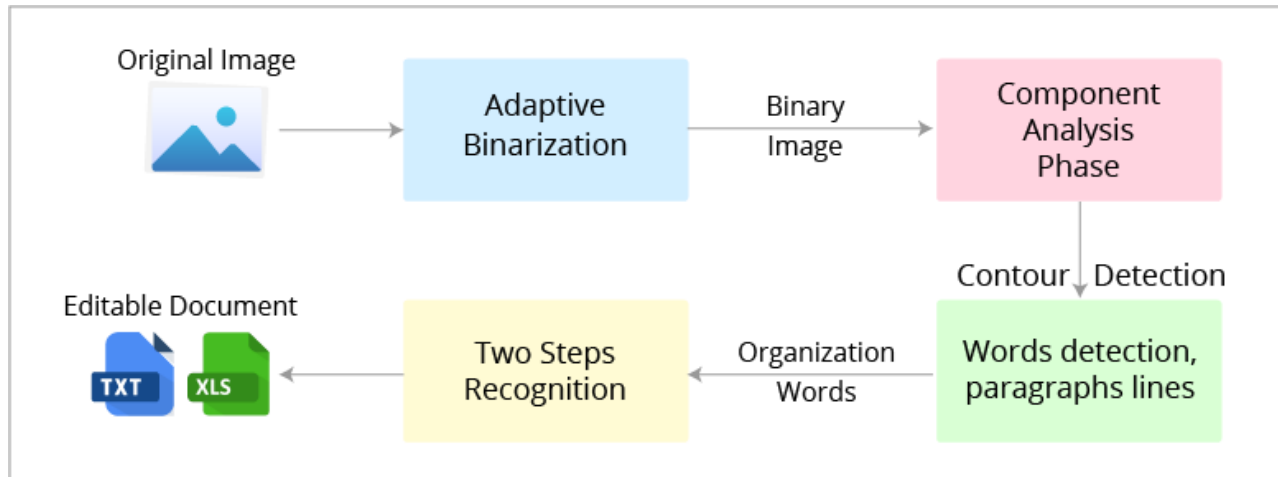 Original Image
Adaptive
Binarization
Binary
Image
Component
Analysis
Phase
Contour Detection
Words detection,
paragraphs lines
Organization
Words
Two Steps
Recognition
Editable Document
TXT
XLS